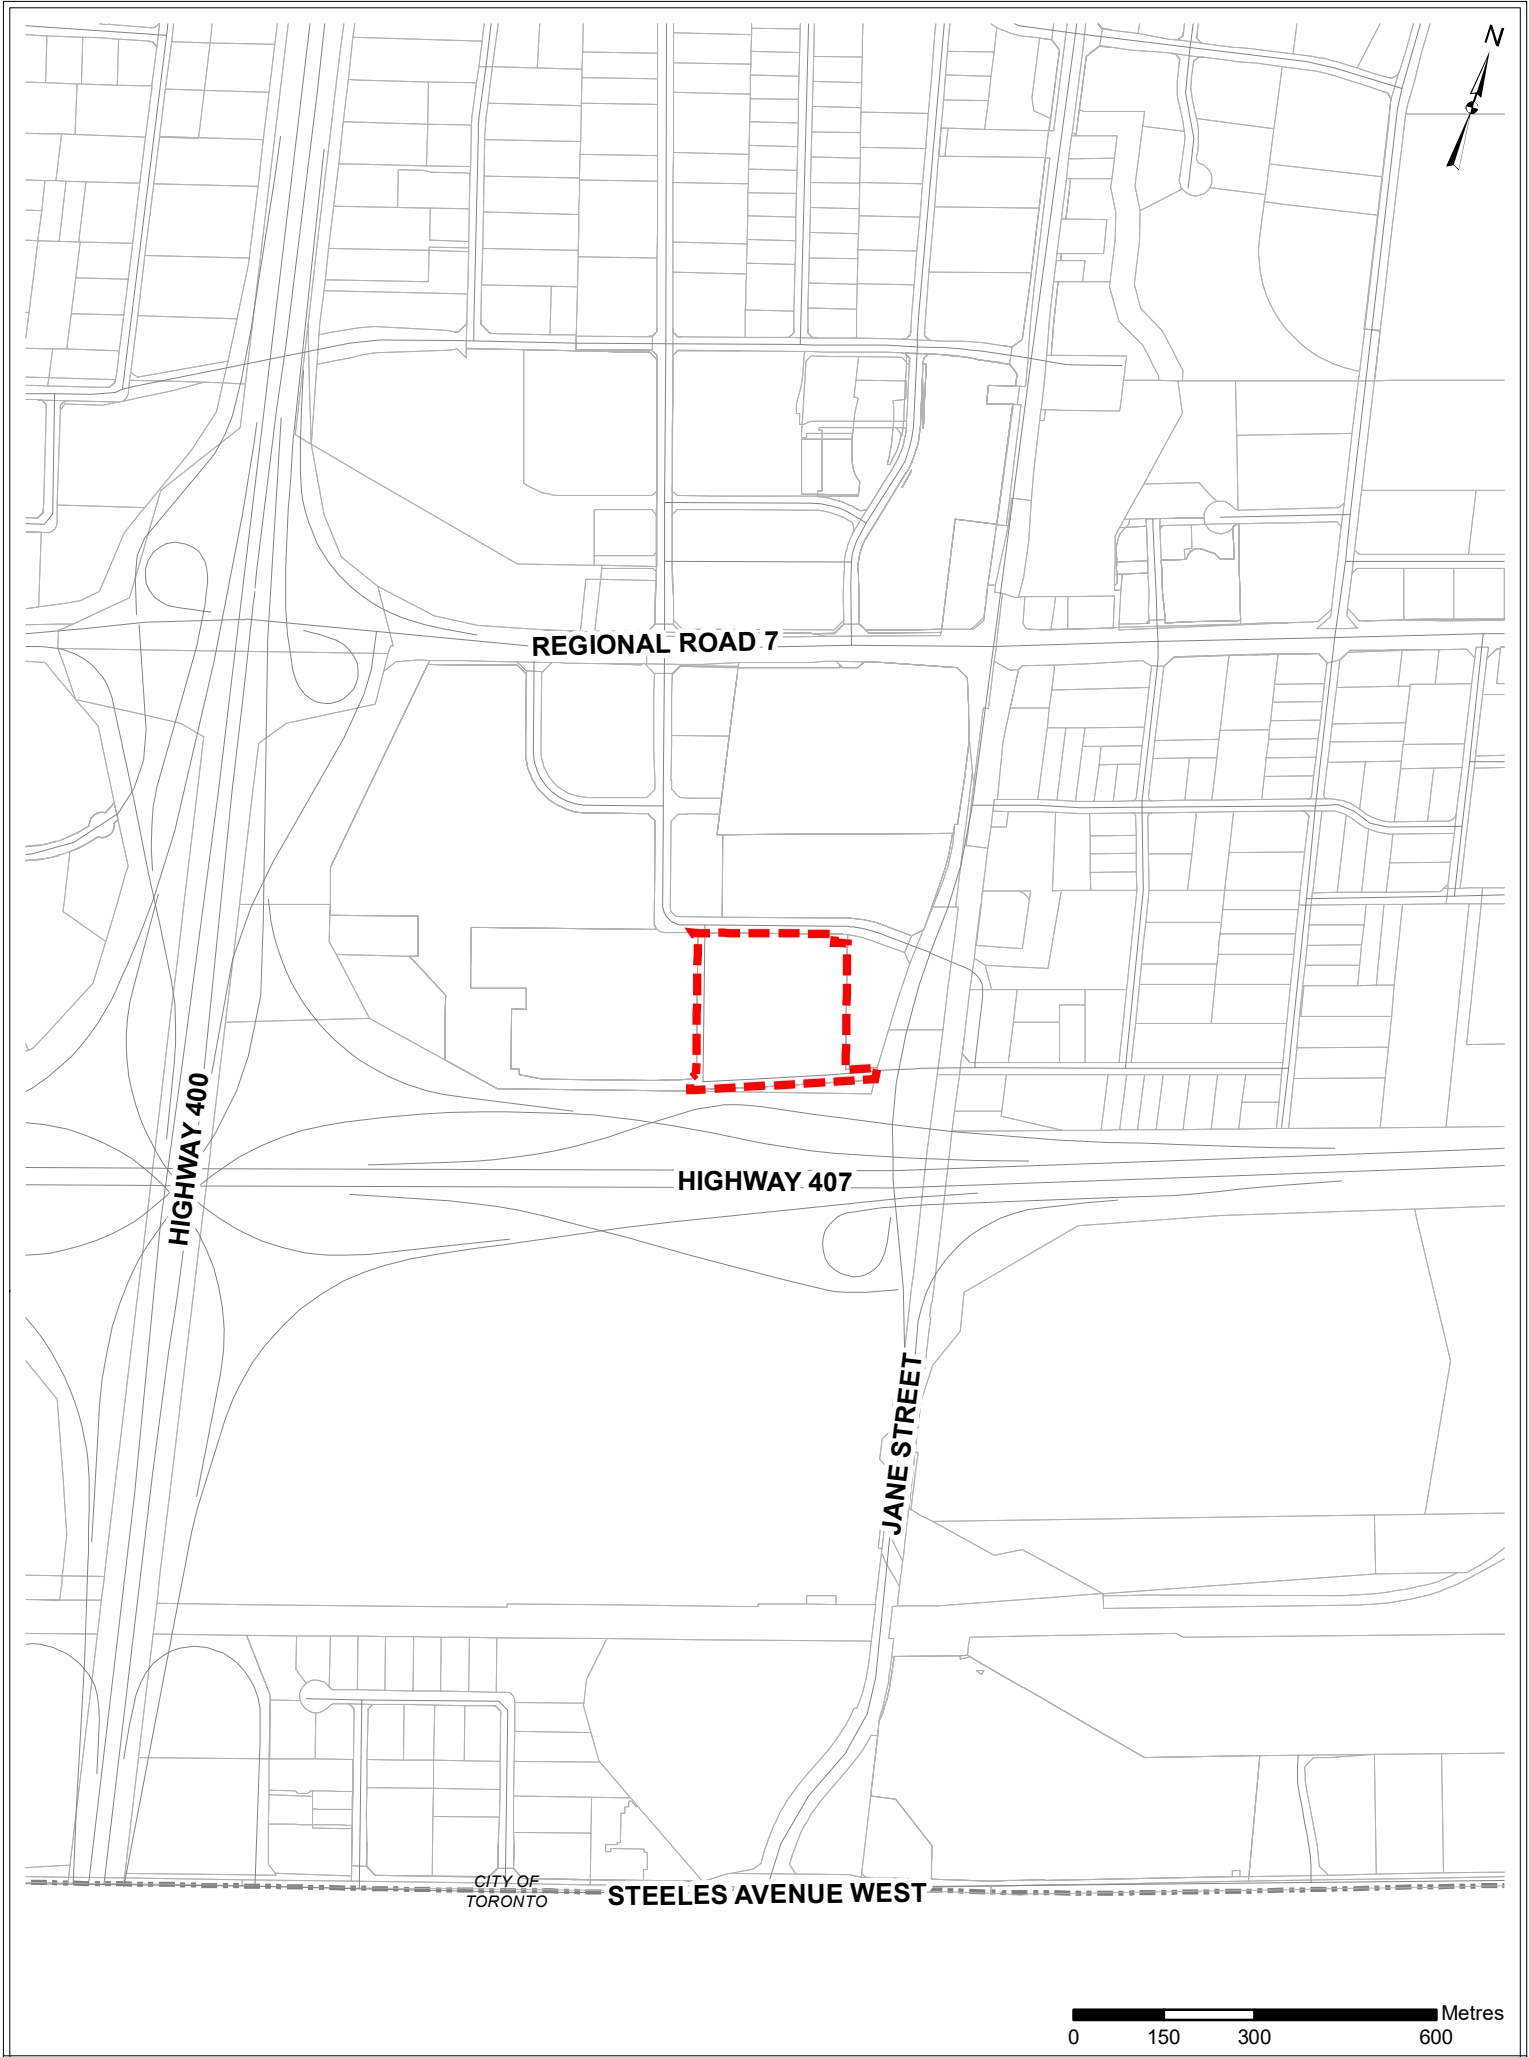 N
REGIONAL ROAD 7
HIGHWAY 400
HIGHWAY 407
JANE STREET
CITY OF
TORONTO
STEELES AVENUE WEST
Metres
0 150 300 600